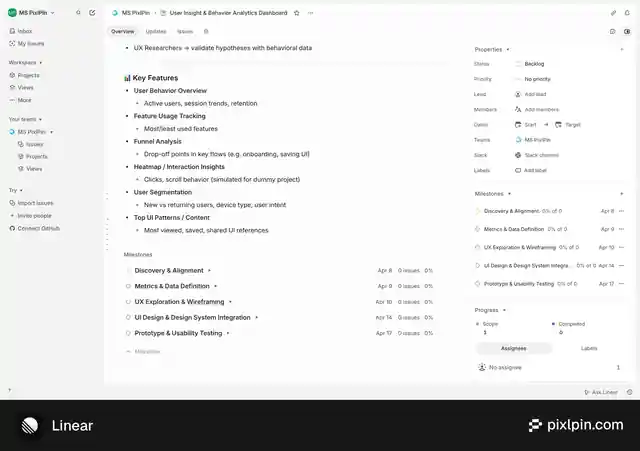 MS PixlPin
MS PixlPin › User Insight & Behavior Analytics Dashboard
Inbox
My Issues
Workspace
Projects
Views
More
Your teams
MS PixlPin
Issues
Projects
Views
Try
Import issues
Invite people
Connect GitHub
Overview
Updates
Issues
• UX Researchers → validate hypotheses with behavioral data
Key Features
• User Behavior Overview
• Active users, session trends, retention
• Feature Usage Tracking
• Most/least used features
• Funnel Analysis
• Drop-off points in key flows (e.g. onboarding, saving UI)
• Heatmap / Interaction Insights
• Clicks, scroll behavior (simulated for dummy project)
• User Segmentation
• New vs returning users, device type, user intent
• Top UI Patterns / Content
• Most viewed, saved, shared UI references
Milestones
Discovery & Alignment Apr 8 0 issues 0%
Metrics & Data Definition Apr 9 0 issues 0%
UX Exploration & Wireframing Apr 10 0 issues 0%
UI Design & Design System Integration Apr 14 0 issues 0%
Prototype & Usability Testing Apr 17 0 issues 0%
Milestone
Properties
Status Backlog
Priority No priority
Lead Add lead
Members Add members
Dates Start → Target
Teams MS PixlPin
Slack Slack channel
Labels Add label
Milestones
Discovery & Alignment 0% of 0 Apr 8
Metrics & Data Definition 0% of 0 Apr 9
UX Exploration & Wireframing 0% of 0 Apr 10
UI Design & Design System Integra... 0% of 0 Apr 14
Prototype & Usability Testing 0% of 0 Apr 17
Progress
Scope Completed
1 0
Assignees Labels
No assignee 1
?
Ask Linear
Linear
pixlpin.com